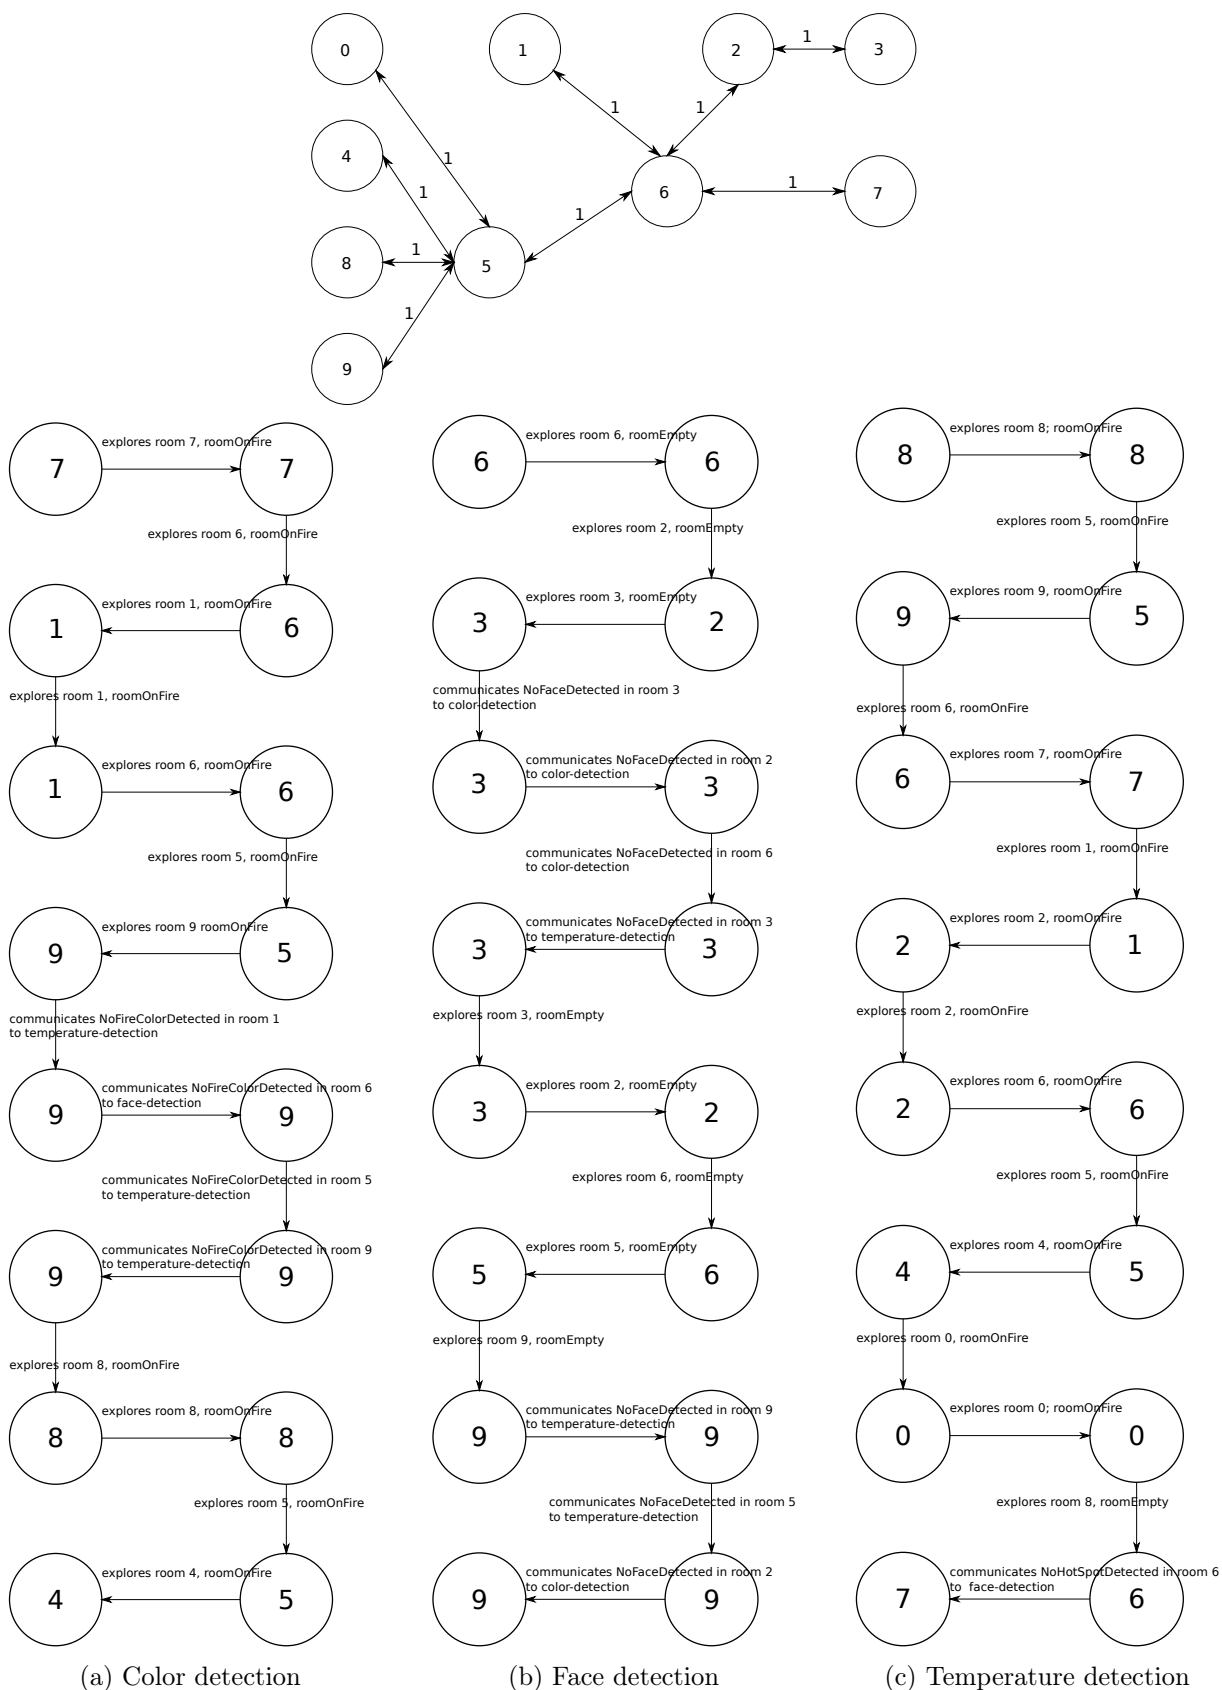 0
1
2
1
3
1
1
4
1
6
1
7
1
1
8
1
5
1
9
7
explores room 7, roomOnFire
7
explores room 6, roomOnFire
1
explores room 1, roomOnFire
6
explores room 1, roomOnFire
1
explores room 6, roomOnFire
6
explores room 5, roomOnFire
9
explores room 9 roomOnFire
5
communicates NoFireColorDetected in room 1
to temperature-detection
9
communicates NoFireColorDetected in room 6
to face-detection
9
communicates NoFireColorDetected in room 5
to temperature-detection
9
communicates NoFireColorDetected in room 9
to temperature-detection
9
explores room 8, roomOnFire
8
explores room 8, roomOnFire
8
explores room 5, roomOnFire
4
explores room 4, roomOnFire
5
(a) Color detection
6
explores room 6, roomEmpty
6
explores room 2, roomEmpty
3
explores room 3, roomEmpty
2
communicates NoFaceDetected in room 3
to color-detection
3
communicates NoFaceDetected in room 2
to color-detection
3
communicates NoFaceDetected in room 6
to color-detection
3
communicates NoFaceDetected in room 3
to temperature-detection
3
explores room 3, roomEmpty
3
explores room 2, roomEmpty
2
explores room 6, roomEmpty
5
explores room 5, roomEmpty
6
explores room 9, roomEmpty
9
communicates NoFaceDetected in room 9
to temperature-detection
9
communicates NoFaceDetected in room 5
to temperature-detection
9
communicates NoFaceDetected in room 2
to color-detection
9
(b) Face detection
8
explores room 8; roomOnFire
8
explores room 5, roomOnFire
9
explores room 9, roomOnFire
5
explores room 6, roomOnFire
6
explores room 7, roomOnFire
7
explores room 1, roomOnFire
2
explores room 2, roomOnFire
1
explores room 2, roomOnFire
2
explores room 6, roomOnFire
6
explores room 5, roomOnFire
4
explores room 4, roomOnFire
5
explores room 0, roomOnFire
0
explores room 0; roomOnFire
0
explores room 8, roomEmpty
7
communicates NoHotSpotDetected in room 6
to face-detection
6
(c) Temperature detection